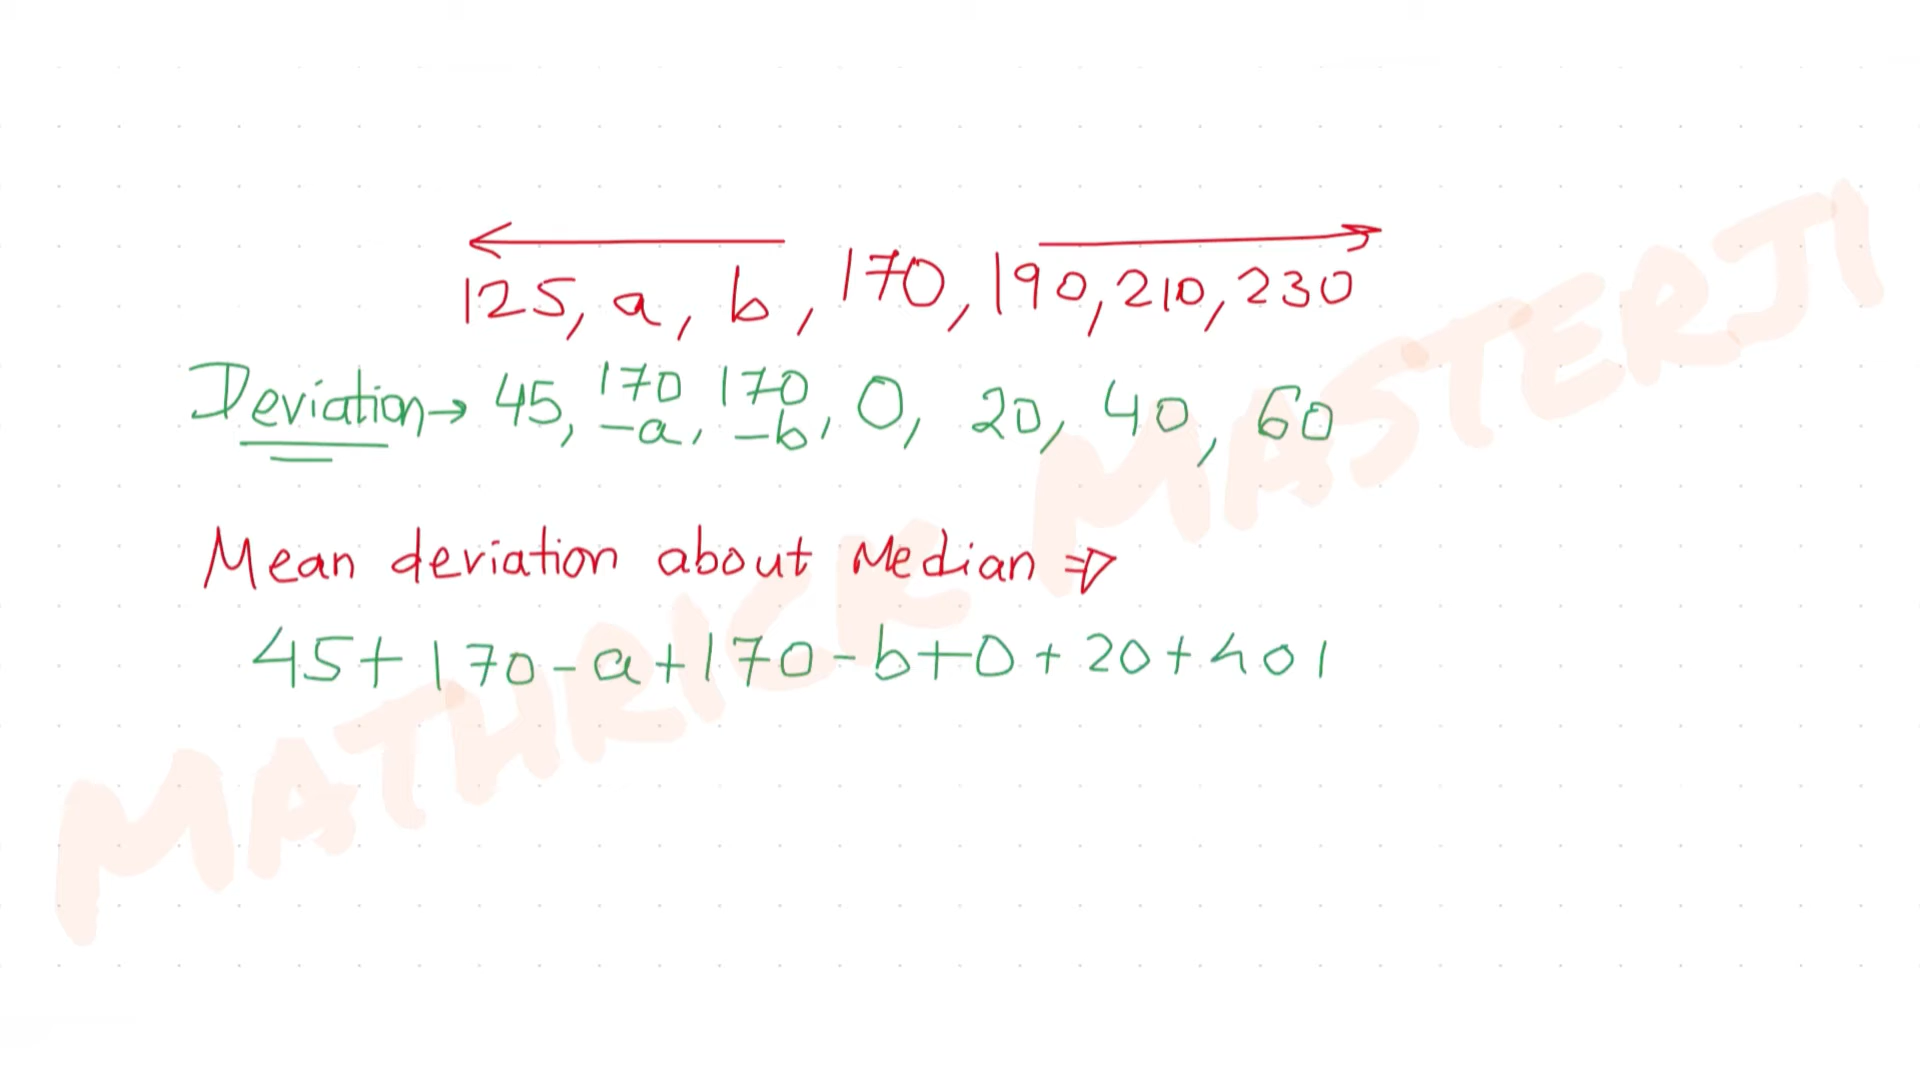 125, a, b, 170, 190, 210, 230
Deviation → 45, 170 -a, 170 -b, 0, 20, 40, 60
Mean deviation about Median ⇒
45+170-a+170-b+0+20+401
MATHRICK MASTERJI